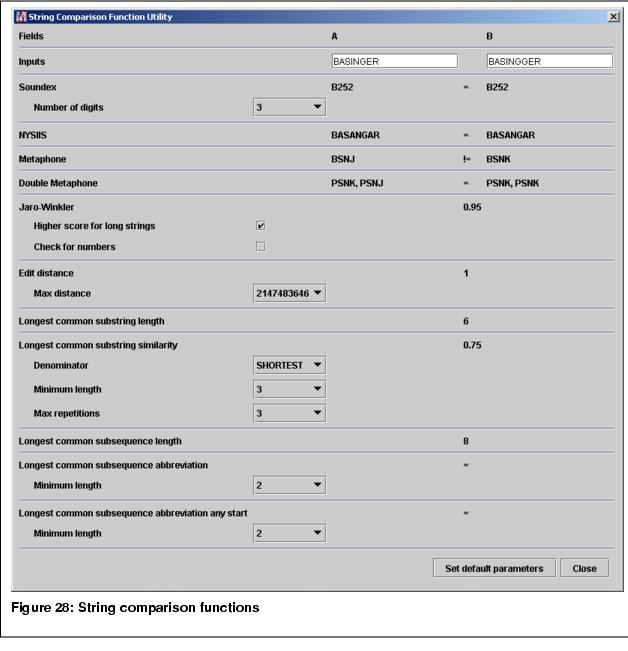 String Comparison Function Utility
Fields A B
Inputs BASINGER BASINGGER
Soundex B252 = B252
Number of digits 3
NYSIIS BASANGAR = BASANGAR
Metaphone BSNJ != BSNK
Double Metaphone PSNK, PSNJ = PSNK, PSNK
Jaro-Winkler 0.95
Higher score for long strings
Check for numbers
Edit distance 1
Max distance 2147483646
Longest common substring length 6
Longest common substring similarity 0.75
Denominator SHORTEST
Minimum length 3
Max repetitions 3
Longest common subsequence length 8
Longest common subsequence abbreviation =
Minimum length 2
Longest common subsequence abbreviation any start =
Minimum length 2
Set default parameters Close
Figure 28: String comparison functions